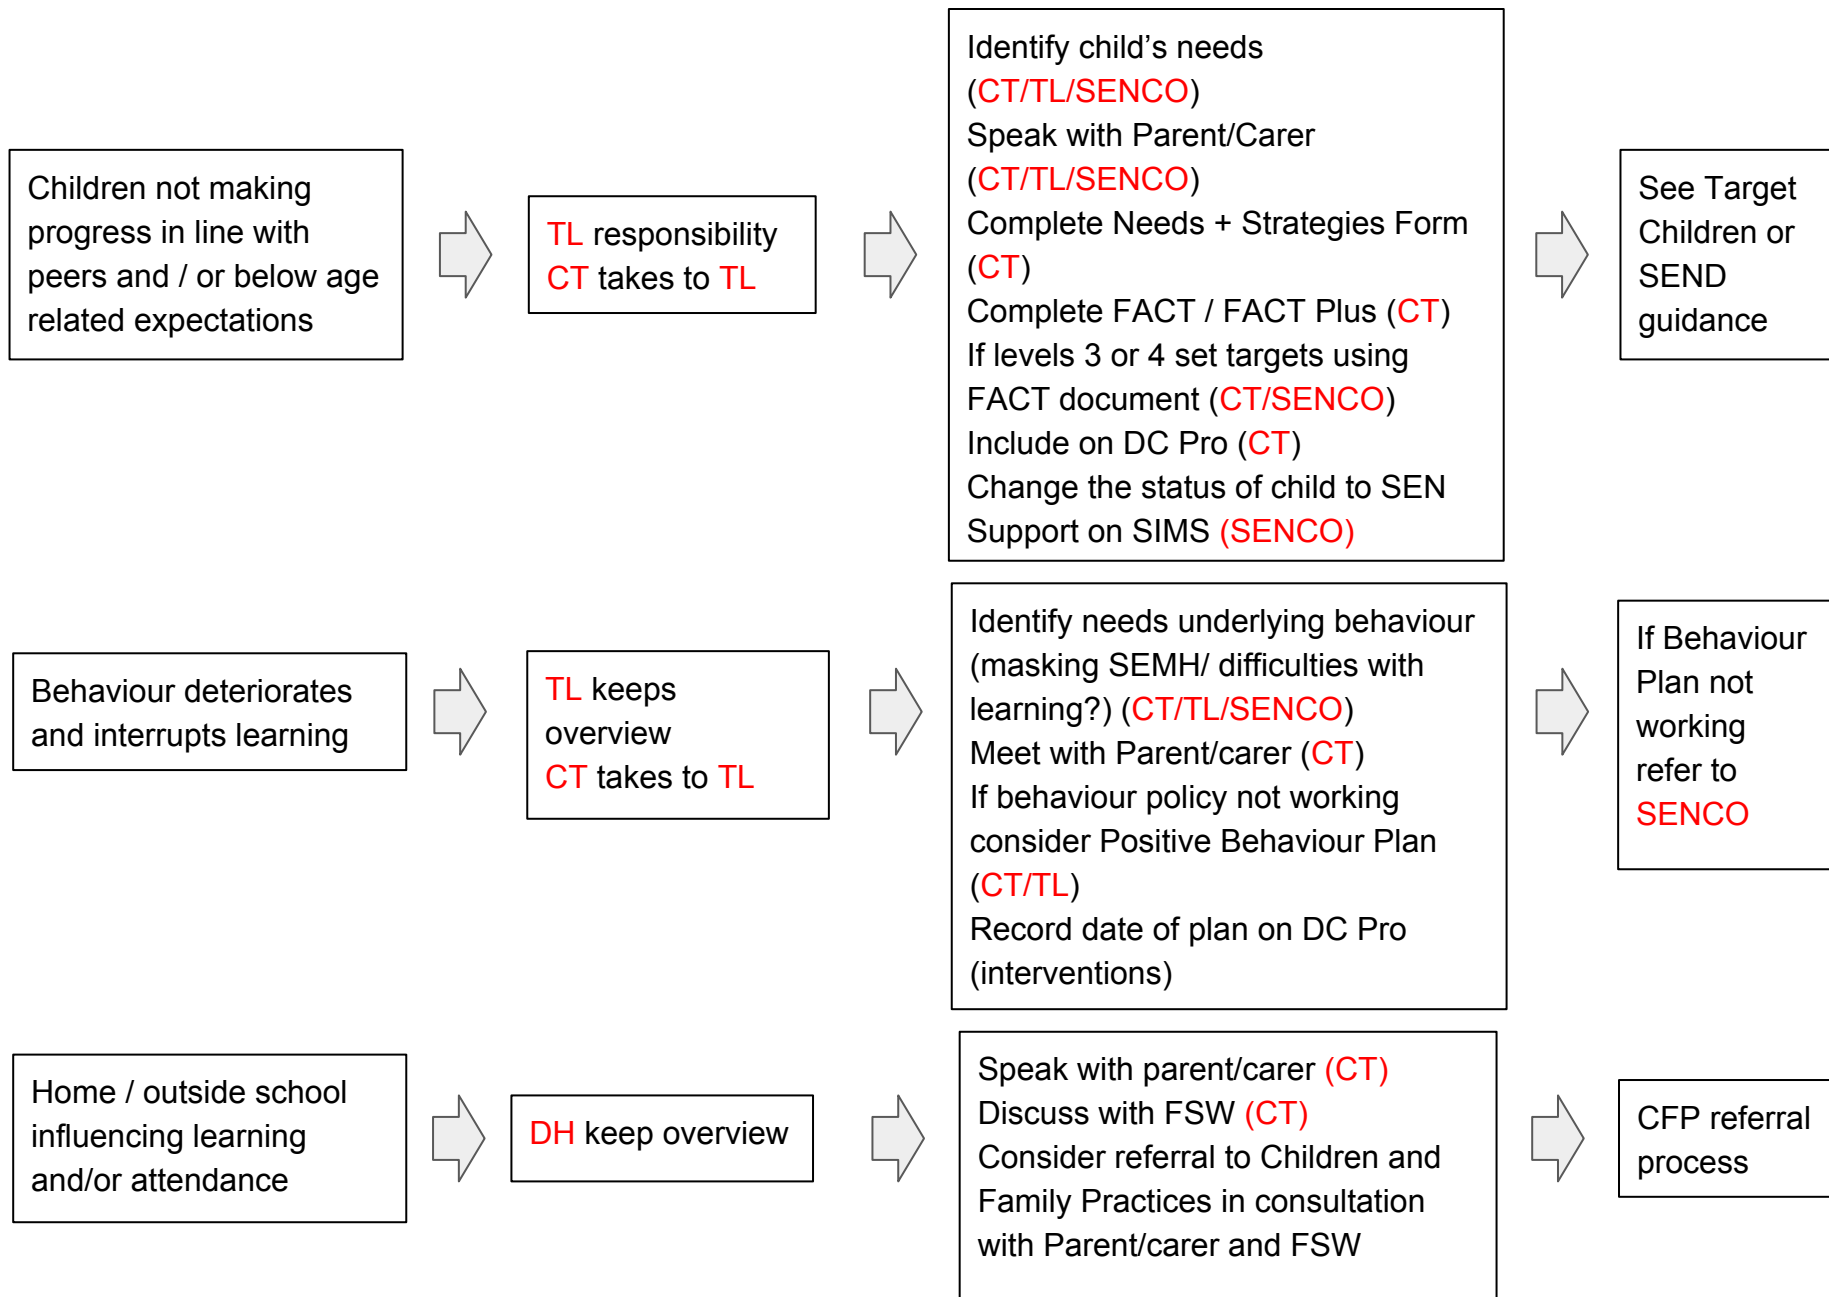 Children not making
progress in line with
peers and / or below age
related expectations
TL responsibility
CT takes to TL
Identify child’s needs
(CT/TL/SENCO)
Speak with Parent/Carer
(CT/TL/SENCO)
Complete Needs + Strategies Form
(CT)
Complete FACT / FACT Plus (CT)
If levels 3 or 4 set targets using
FACT document (CT/SENCO)
Include on DC Pro (CT)
Change the status of child to SEN
Support on SIMS (SENCO)
See Target
Children or
SEND
guidance
Behaviour deteriorates
and interrupts learning
TL keeps
overview
CT takes to TL
Identify needs underlying behaviour
(masking SEMH/ difficulties with
learning?) (CT/TL/SENCO)
Meet with Parent/carer (CT)
If behaviour policy not working
consider Positive Behaviour Plan
(CT/TL)
Record date of plan on DC Pro
(interventions)
If Behaviour
Plan not
working
refer to
SENCO
Home / outside school
influencing learning
and/or attendance
DH keep overview
Speak with parent/carer (CT)
Discuss with FSW (CT)
Consider referral to Children and
Family Practices in consultation
with Parent/carer and FSW
CFP referral
process